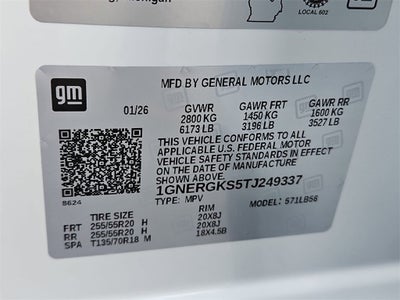 LOCAL 602
gm
MFD BY GENERAL MOTORS LLC
01/26 GVWR GAWR FRT GAWR RR
2800 KG 1450 KG 1600 KG
6173 LB 3196 LB 3527 LB
THIS VEHICLE CONFORMS TO ALL
APPLICABLE U.S. FEDERAL MOTOR
VEHICLE SAFETY STANDARDS IN EFFECT
ON THE DATE OF MANUFACTURE
SHOWN ABOVE.
1GNERGKS5TJ249337
8624
TYPE: MPV MODEL: 571LB56
TIRE SIZE RIM
FRT 255/55R20 H 20X8J
RR 255/55R20 H 20X8J
SPA T135/70R18 M 18X4.5B